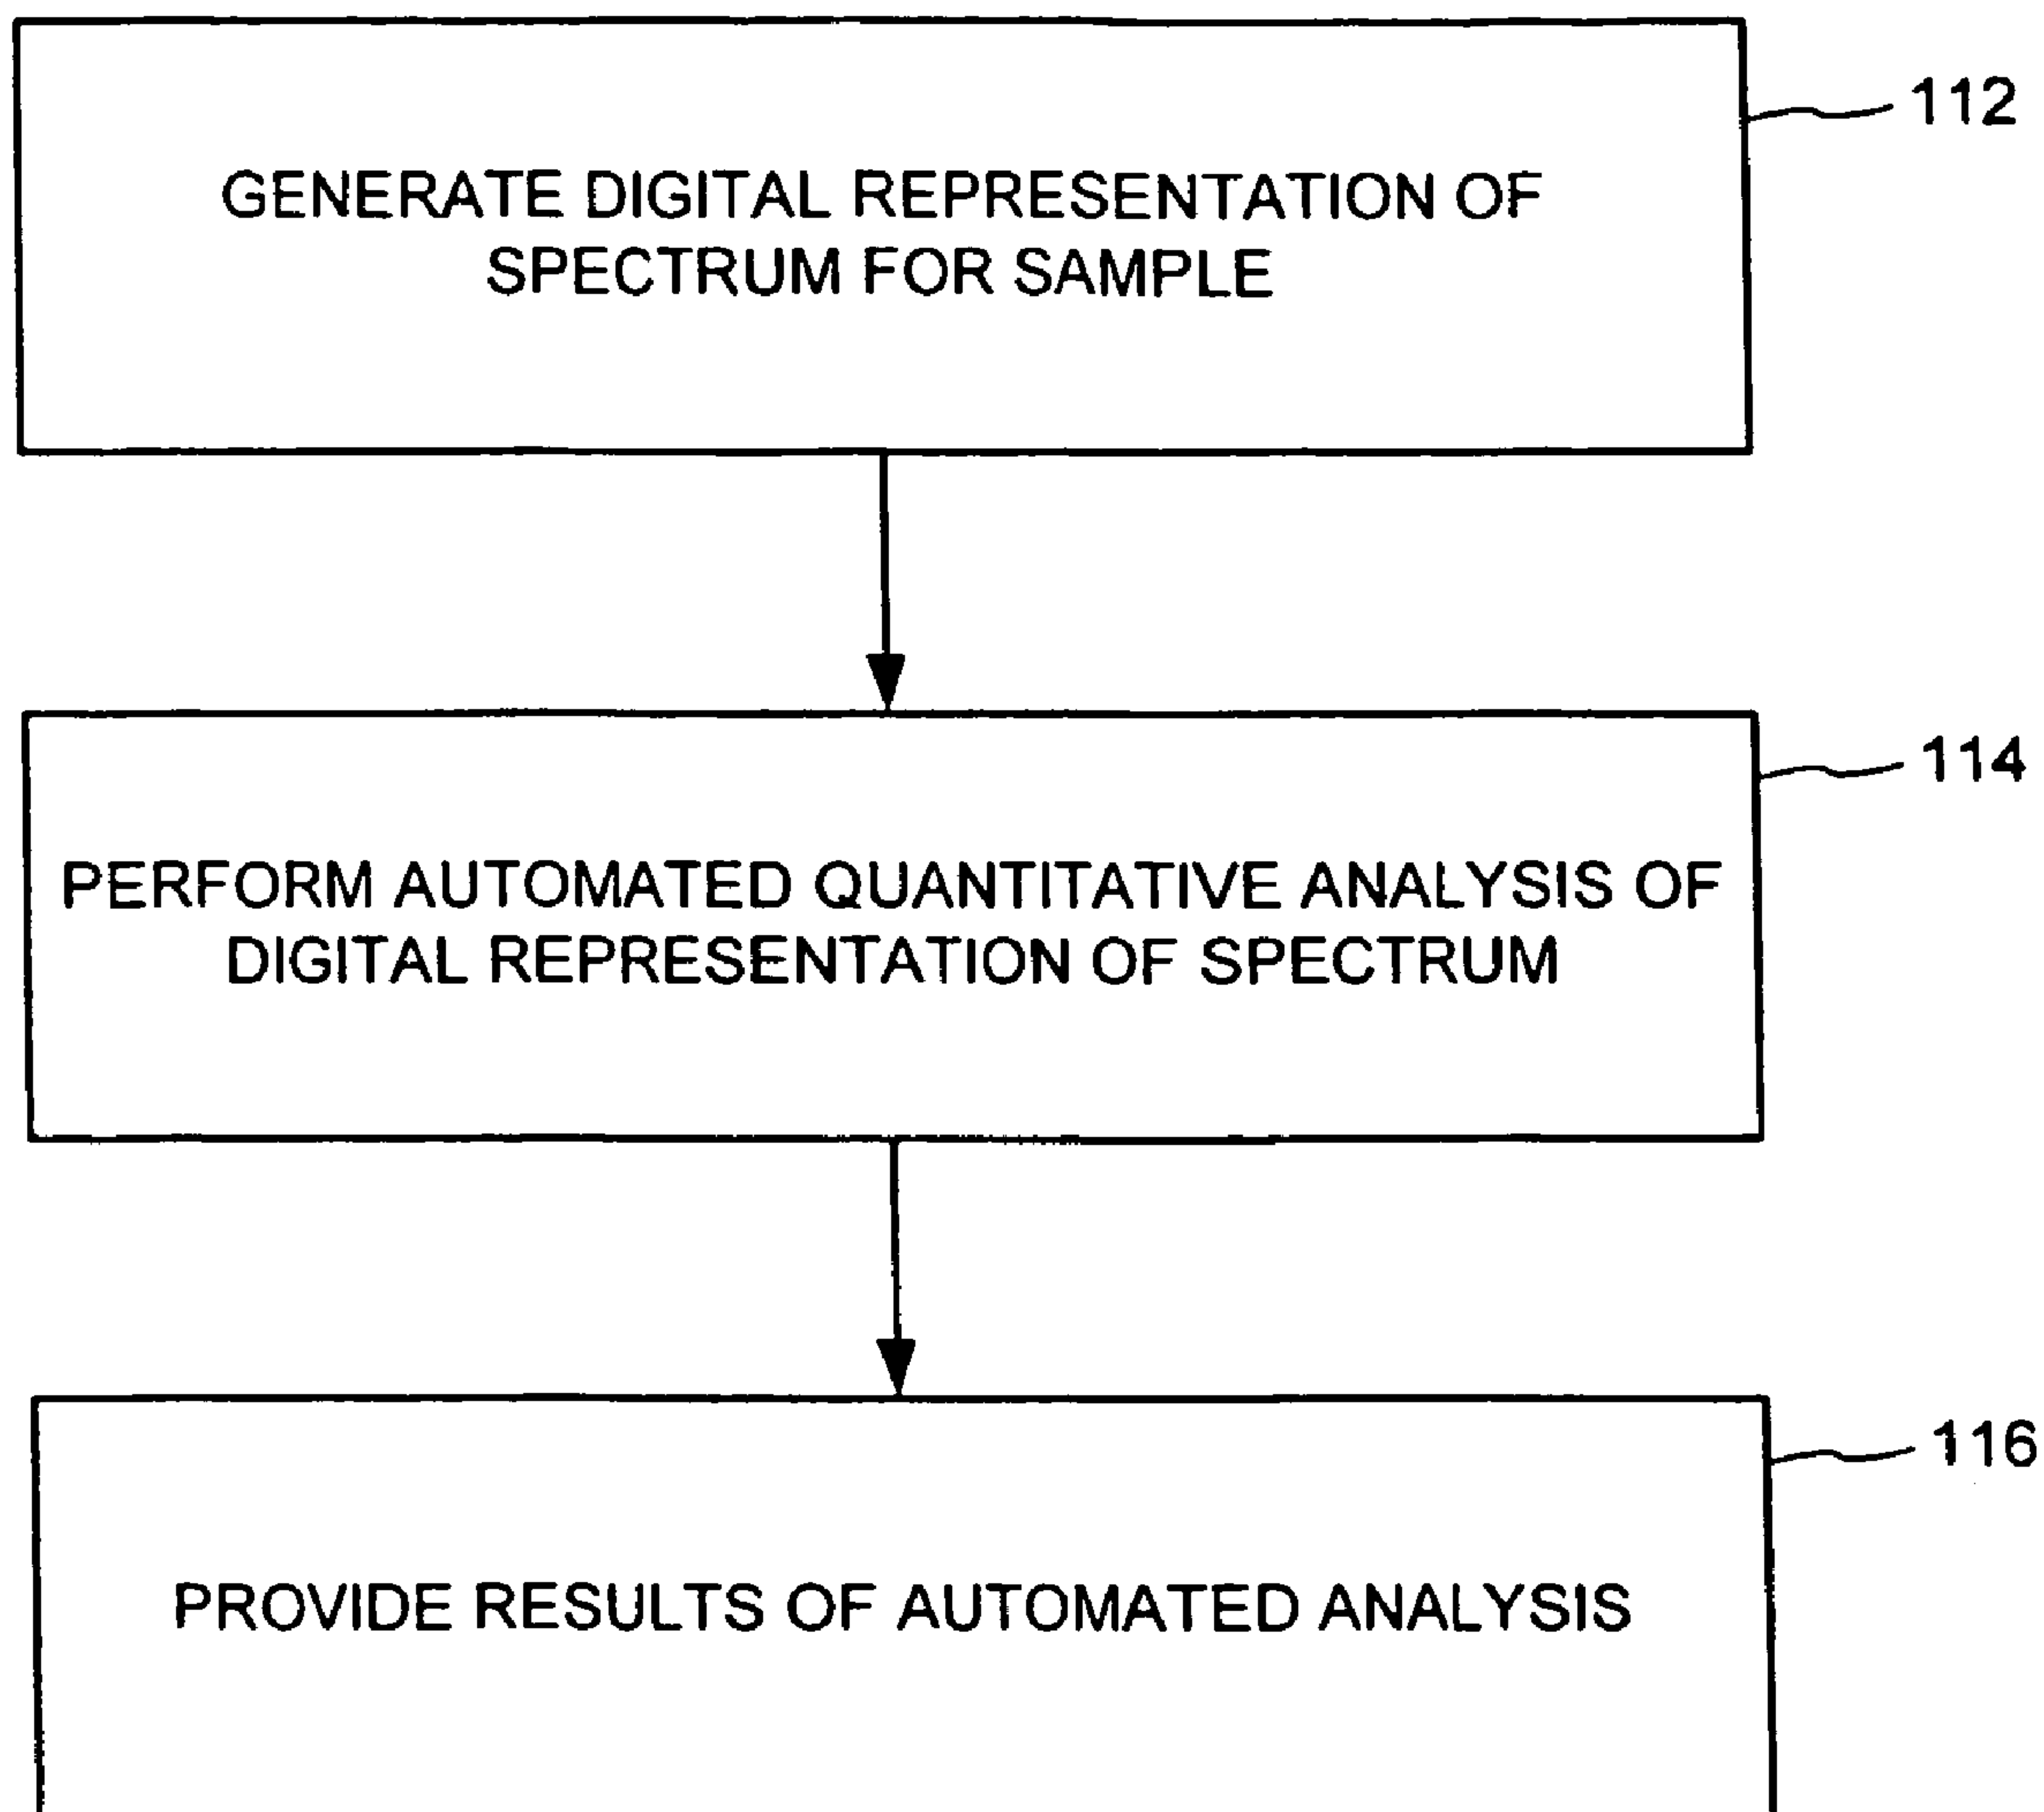 112
GENERATE DIGITAL REPRESENTATION OF
SPECTRUM FOR SAMPLE
114
PERFORM AUTOMATED QUANTITATIVE ANALYSIS OF
DIGITAL REPRESENTATION OF SPECTRUM
116
PROVIDE RESULTS OF AUTOMATED ANALYSIS